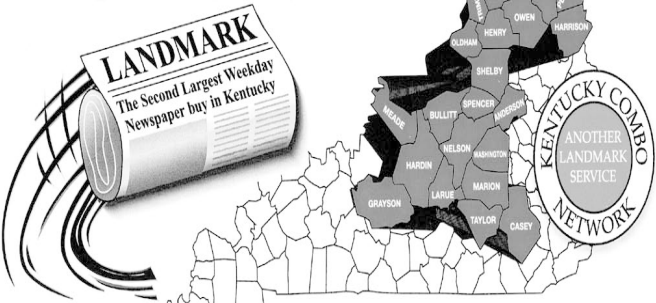 LANDMARK
The Second Largest Weekday
Newspaper buy in Kentucky
OWEN
HARRISON
HENRY
OLDHAM
SHELBY
SPENCER
ANDERSON
MEADE
BULLITT
NELSON
WASHINGTON
HARDIN
LARUE
MARION
GRAYSON
TAYLOR
CASEY
KENTUCKY COMBO
ANOTHER
LANDMARK
SERVICE
NETWORK